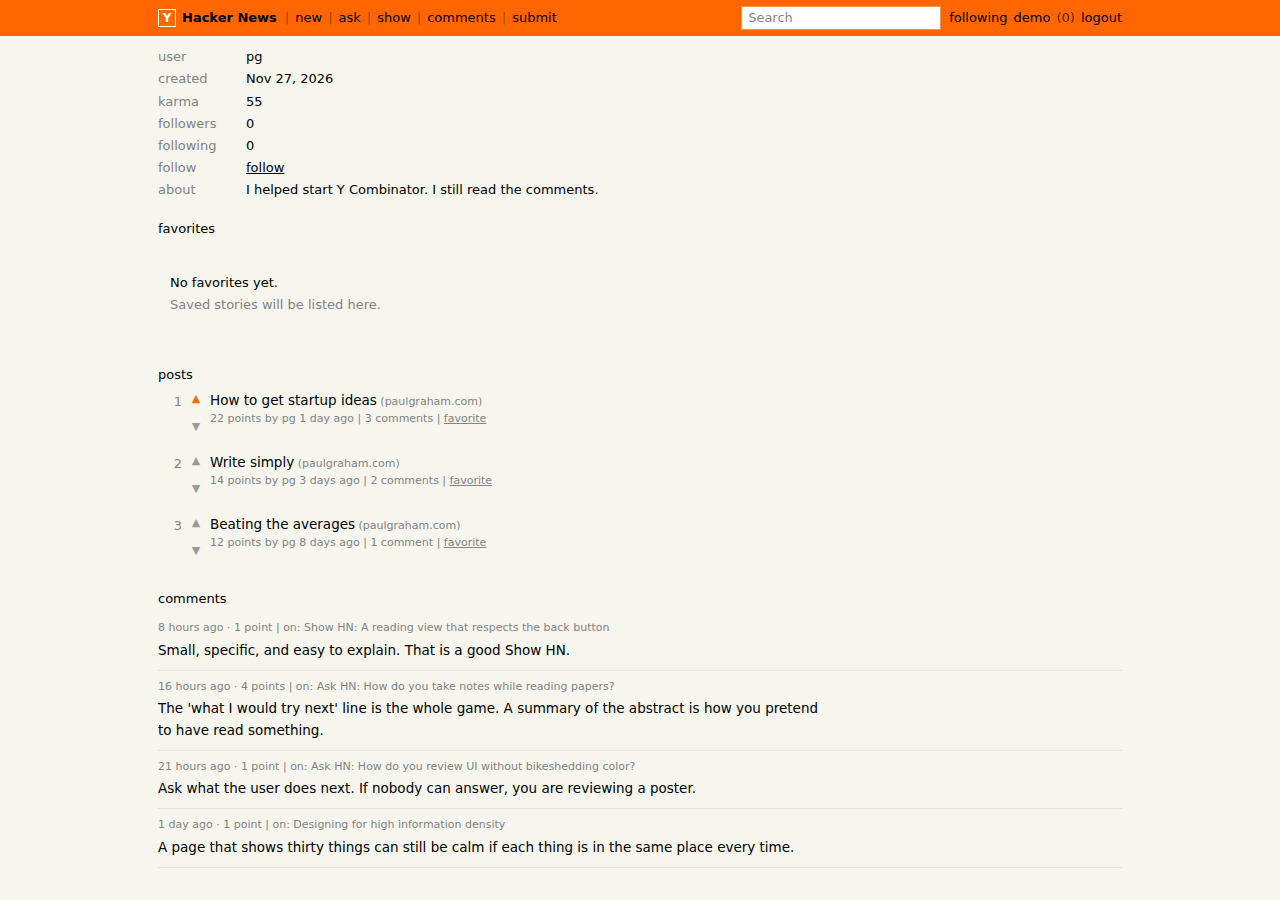 Y Hacker News | new | ask | show | comments | submit Search following demo (0) logout
user pg
created Nov 27, 2026
karma 55
followers 0
following 0
follow follow
about I helped start Y Combinator. I still read the comments.
favorites
No favorites yet.
Saved stories will be listed here.
posts
1 ▲ How to get startup ideas (paulgraham.com)
▼ 22 points by pg 1 day ago | 3 comments | favorite
2 ▲ Write simply (paulgraham.com)
▼ 14 points by pg 3 days ago | 2 comments | favorite
3 ▲ Beating the averages (paulgraham.com)
▼ 12 points by pg 8 days ago | 1 comment | favorite
comments
8 hours ago · 1 point | on: Show HN: A reading view that respects the back button
Small, specific, and easy to explain. That is a good Show HN.
16 hours ago · 4 points | on: Ask HN: How do you take notes while reading papers?
The 'what I would try next' line is the whole game. A summary of the abstract is how you pretend
to have read something.
21 hours ago · 1 point | on: Ask HN: How do you review UI without bikeshedding color?
Ask what the user does next. If nobody can answer, you are reviewing a poster.
1 day ago · 1 point | on: Designing for high information density
A page that shows thirty things can still be calm if each thing is in the same place every time.